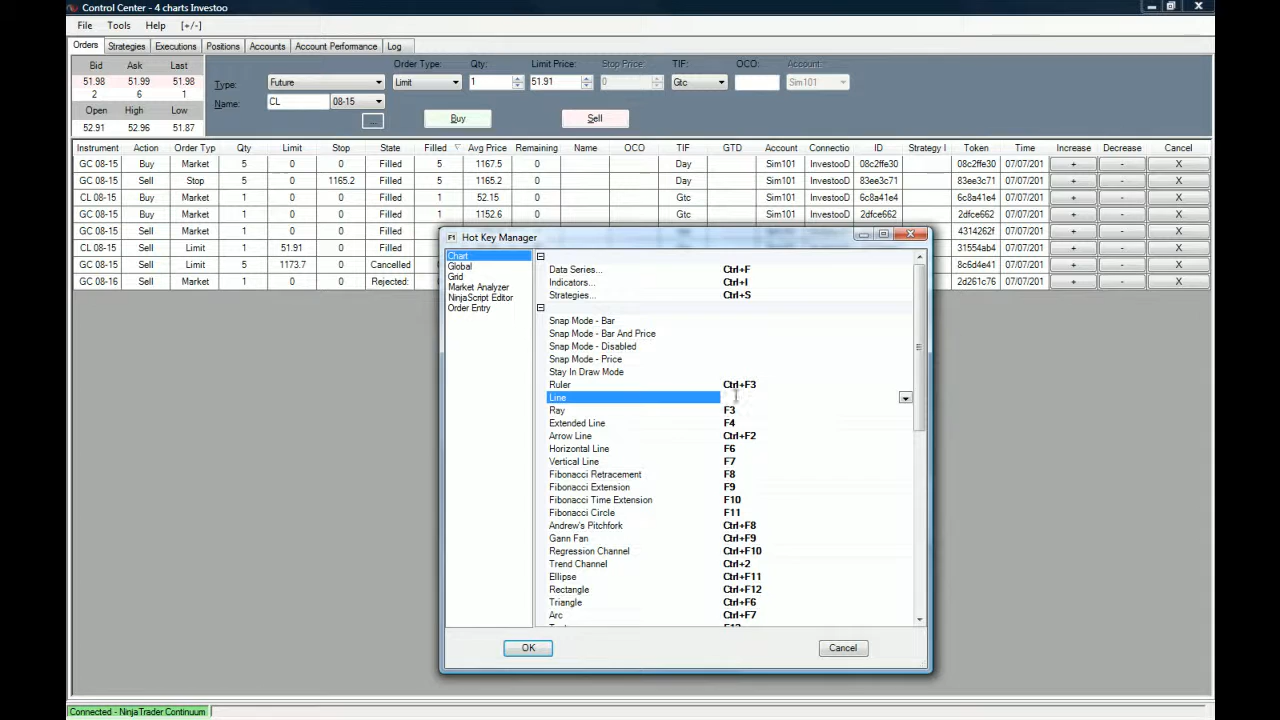 Control Center - 4 charts Investoo
File Tools Help [+/-]
Orders Strategies Executions Positions Accounts Account Performance Log
Bid Ask Last
51.98 51.99 51.98
2 6 1
Open High Low
52.91 52.96 51.87
Type: Future
Name: CL 08-15
...
Order Type: Qty: Limit Price: Stop Price: TIF: OCO: Account:
Limit 1 51.91 0 Gtc Sim101
Buy Sell
Instrument Action Order Typ Qty Limit Stop State Filled Avg Price Remaining Name OCO TIF GTD Account Connectio ID Strategy I Token Time Increase Decrease Cancel
GC 08-15 Buy Market 5 0 0 Filled 5 1167.5 0 Day Sim101 InvestooD 08c2ffe30 08c2ffe30 07/07/201 + - X
GC 08-15 Sell Stop 5 0 1165.2 Filled 5 1165.2 0 Day Sim101 InvestooD 83ee3c71 83ee3c71 07/07/201 + - X
CL 08-15 Buy Market 1 0 0 Filled 1 52.15 0 Gtc Sim101 InvestooD 6c8a41e4 6c8a41e4 07/07/201 + - X
GC 08-15 Buy Market 1 0 0 Filled 1 1152.6 0 Gtc Sim101 InvestooD 2dfce662 2dfce662 07/07/201 + - X
GC 08-15 Sell Market 1 0 0 Filled 4314262f 07/07/201 + - X
CL 08-15 Sell Limit 1 51.91 0 Filled 31554ab4 07/07/201 + - X
GC 08-15 Sell Limit 5 1173.7 0 Cancelled 8c6d4e41 07/07/201 + - X
GC 08-16 Sell Market 1 0 0 Rejected: 2d261c76 07/07/201 + - X
Hot Key Manager
Chart
Global
Grid
Market Analyzer
NinjaScript Editor
Order Entry
Data Series... Ctrl+F
Indicators... Ctrl+I
Strategies... Ctrl+S
Snap Mode - Bar
Snap Mode - Bar And Price
Snap Mode - Disabled
Snap Mode - Price
Stay In Draw Mode
Ruler Ctrl+F3
Line
Ray F3
Extended Line F4
Arrow Line Ctrl+F2
Horizontal Line F6
Vertical Line F7
Fibonacci Retracement F8
Fibonacci Extension F9
Fibonacci Time Extension F10
Fibonacci Circle F11
Andrew's Pitchfork Ctrl+F8
Gann Fan Ctrl+F9
Regression Channel Ctrl+F10
Trend Channel Ctrl+2
Ellipse Ctrl+F11
Rectangle Ctrl+F12
Triangle Ctrl+F6
Arc Ctrl+F7
OK Cancel
Connected - NinjaTrader Continuum